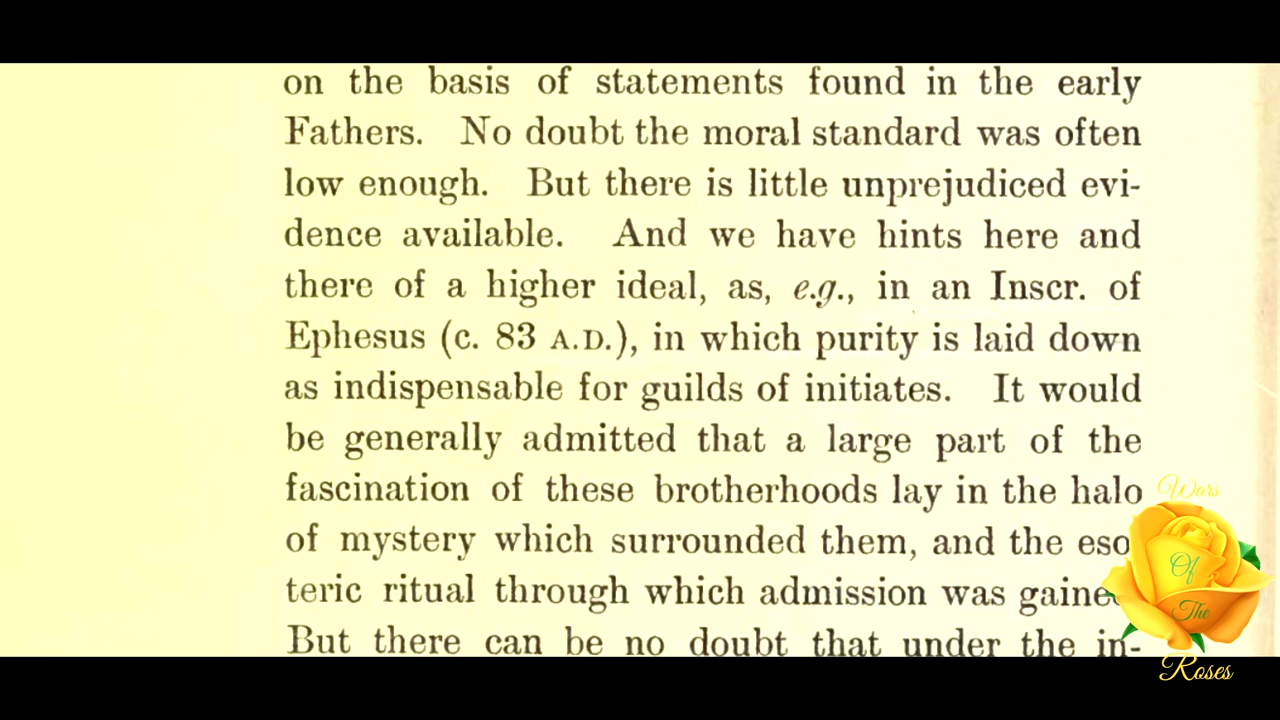 on the basis of statements found in the early
Fathers. No doubt the moral standard was often
low enough. But there is little unprejudiced evi-
dence available. And we have hints here and
there of a higher ideal, as, e.g., in an Inscr. of
Ephesus (c. 83 A.D.), in which purity is laid down
as indispensable for guilds of initiates. It would
be generally admitted that a large part of the
fascination of these brotherhoods lay in the halo
of mystery which surrounded them, and the eso
teric ritual through which admission was gaine
But there can be no doubt that under the in-
Wars
Of
The
Roses